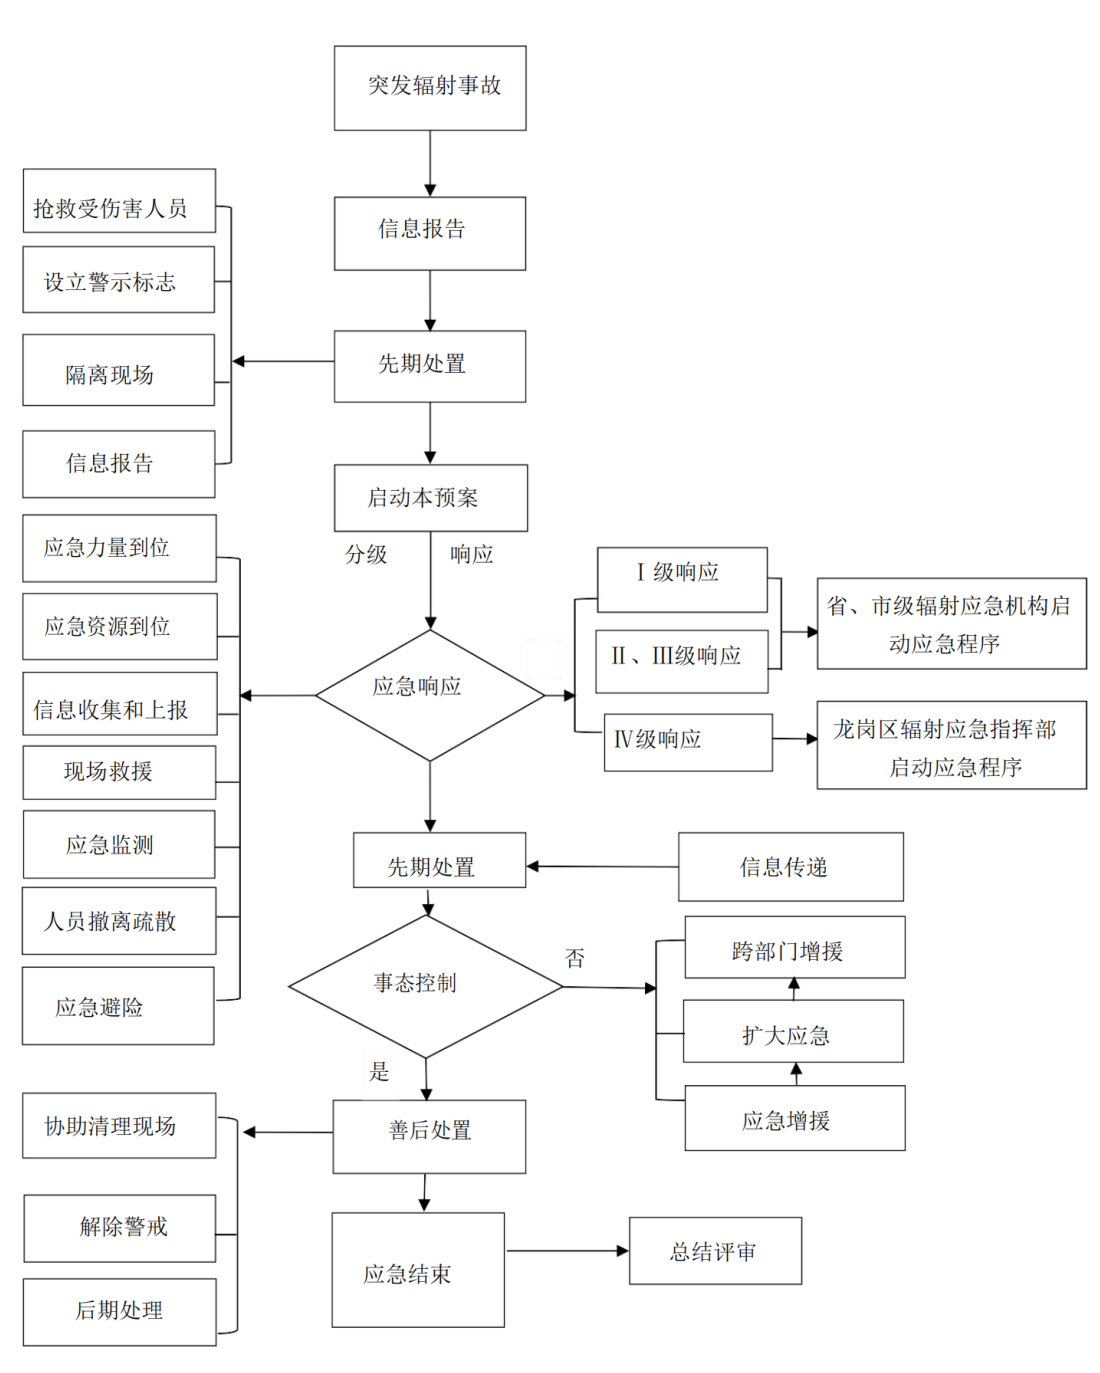 突发辐射事故
信息报告
先期处置
抢救受伤害人员
设立警示标志
隔离现场
信息报告
启动本预案
分级 响应
应急响应
应急力量到位
应急资源到位
信息收集和上报
现场救援
应急监测
人员撤离疏散
应急避险
Ⅰ级响应
Ⅱ、Ⅲ级响应
Ⅳ级响应
省、市级辐射应急机构启
动应急程序
龙岗区辐射应急指挥部
启动应急程序
先期处置
信息传递
事态控制
否
跨部门增援
扩大应急
应急增援
是
善后处置
协助清理现场
解除警戒
后期处理
应急结束
总结评审